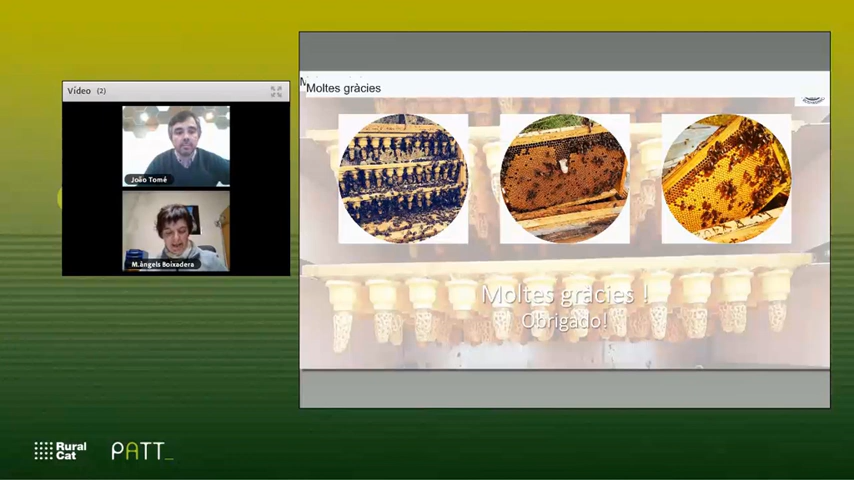 Vídeo (2)
João Tomé
M.àngels Boixadera
Moltes gràcies
Moltes gràcies !
Obrigado!
Rural
Cat
PATT_